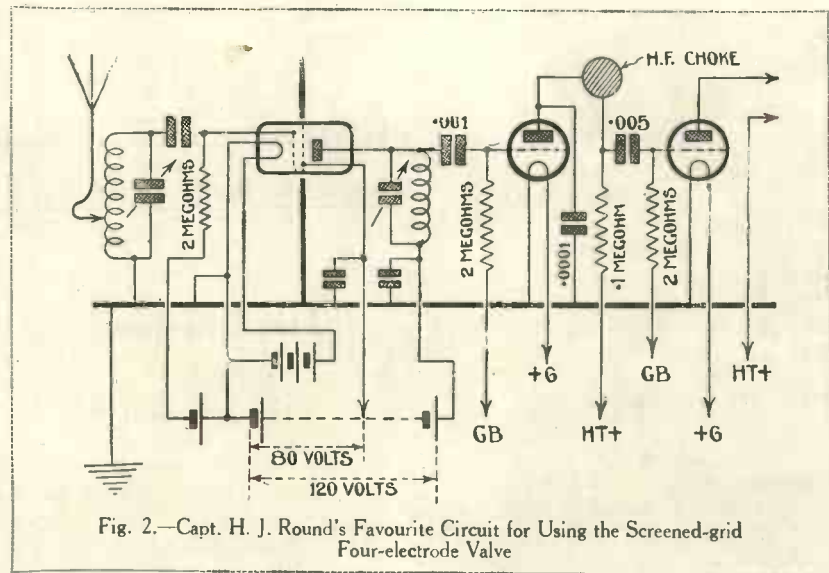 H.F. CHOKE
.001
.005
2 MEGOHMS
2 MEGOHMS
.0001
.1 MEGOHM
2 MEGOHMS
+G
GB
HT+
GB
HT+
+G
80 VOLTS
120 VOLTS
Fig. 2.—Capt. H. J. Round's Favourite Circuit for Using the Screened-grid
Four-electrode Valve